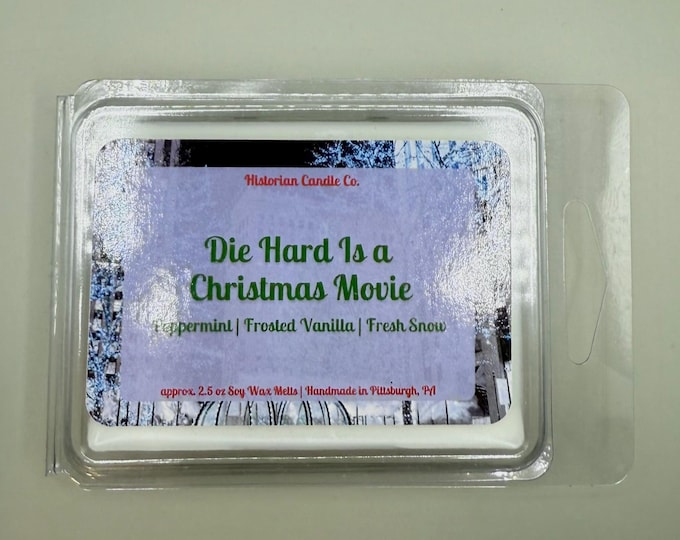 Historian Candle Co.
Die Hard Is a
Christmas Movie
Peppermint | Frosted Vanilla | Fresh Snow
approx. 2.5 oz Soy Wax Melts | Handmade in Pittsburgh, PA